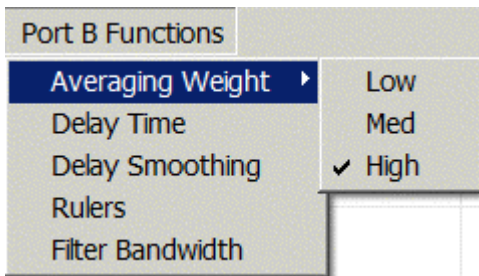 Port B Functions
Averaging Weight
Delay Time
Delay Smoothing
Rulers
Filter Bandwidth
Low
Med
High